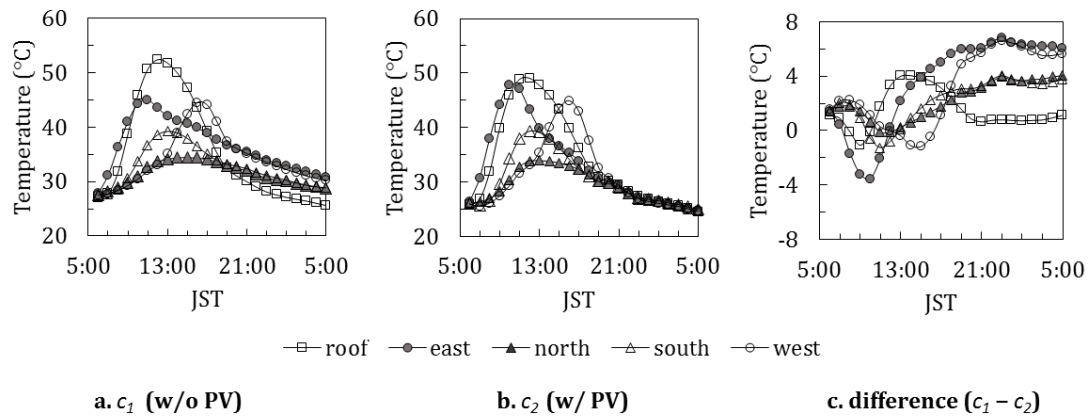 Temperature (°C)
60
50
40
30
20
5:00 13:00 21:00 5:00
JST
Temperature (°C)
60
50
40
30
20
5:00 13:00 21:00 5:00
JST
Temperature (°C)
8
4
0
-4
-8
5:00 13:00 21:00 5:00
JST
roof east north south west
a. c₁ (w/o PV)
b. c₂ (w/ PV)
c. difference (c₁ – c₂)